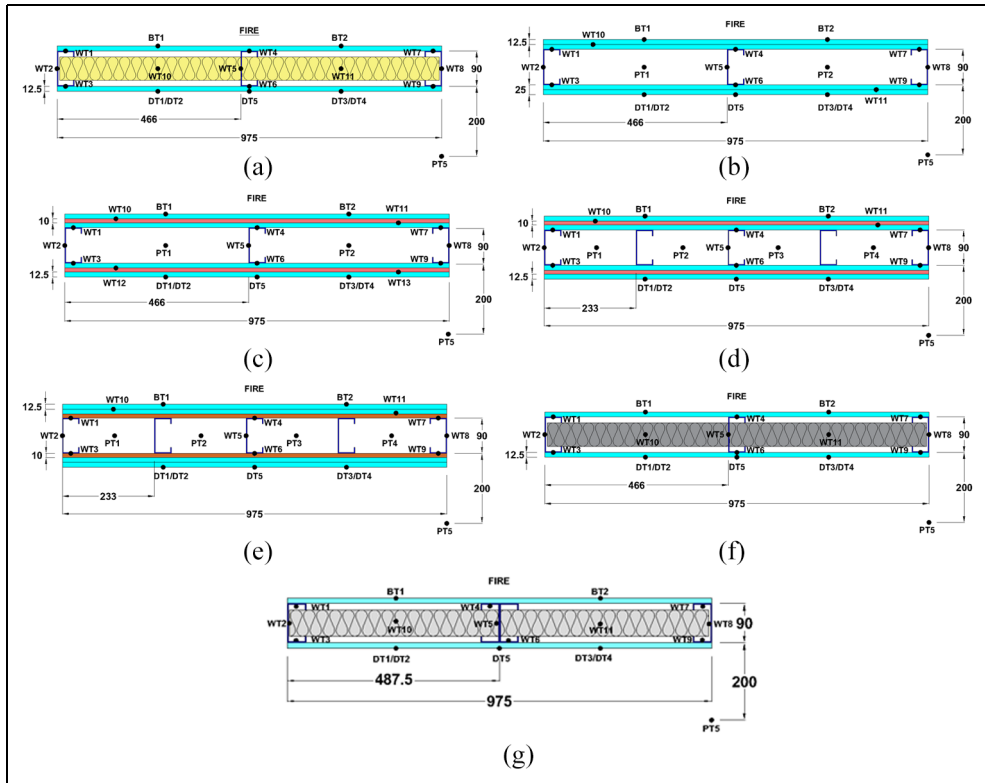 FIRE
BT1 BT2
WT1 WT4 WT7
WT2 WT10 WT5 WT11 WT8 90
WT3 WT6 WT9
12.5
DT1/DT2 DT5 DT3/DT4
466
200
975
PT5
(a)
FIRE
WT10 BT1 BT2
12.5
WT1 WT4 WT7
WT2 PT1 WT5 PT2 WT8 90
WT3 WT6 WT9
25
DT1/DT2 DT5 DT3/DT4 WT11
466
200
975
PT5
(b)
FIRE
WT10 BT1 BT2 WT11
10
WT1 WT4 WT7
WT2 PT1 WT5 PT2 WT8 90
WT3 WT6 WT9
12.5
WT12 DT1/DT2 DT5 DT3/DT4 WT13
466
200
975
PT5
(c)
FIRE
WT10 BT1 BT2 WT11
10
WT1 WT4 WT7
WT2 PT1 PT2 WT5 PT3 PT4 WT8 90
WT3 WT6 WT9
12.5
DT1/DT2 DT5 DT3/DT4
233
200
975
PT5
(d)
FIRE
WT10 BT1 BT2 WT11
12.5
WT1 WT4 WT7
WT2 PT1 PT2 WT5 PT3 PT4 WT8 90
WT3 WT6 WT9
10
DT1/DT2 DT5 DT3/DT4
233
200
975
PT5
(e)
FIRE
BT1 BT2
WT1 WT4 WT7
WT2 WT10 WT5 WT11 WT8 90
WT3 WT6 WT9
12.5
DT1/DT2 DT5 DT3/DT4
466
200
975
PT5
(f)
FIRE
BT1 BT2
WT1 WT4 WT7
WT2 WT10 WT5 WT11 WT8 90
WT3 WT6 WT9
DT1/DT2 DT5 DT3/DT4
487.5
200
975
PT5
(g)